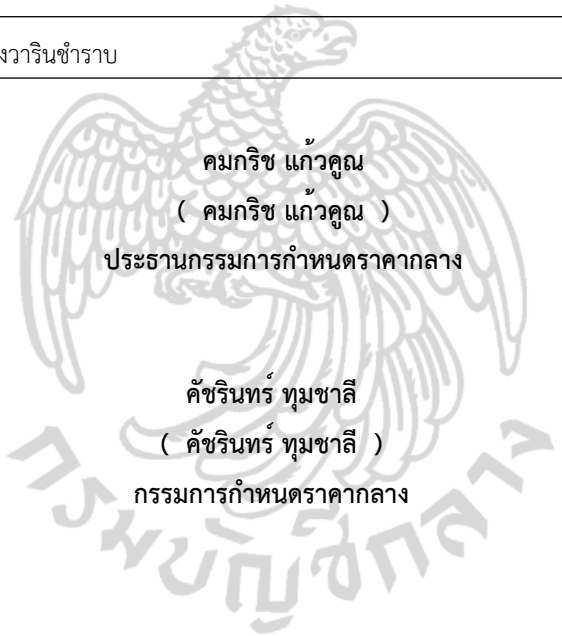 งวารินชำราบ
คมกริช แก้วคูณ
( คมกริช แก้วคูณ )
ประธานกรรมการกำหนดราคากลาง
คัชรินทร์ ทุมชาลี
( คัชรินทร์ ทุมชาลี )
กรรมการกำหนดราคากลาง
กรมบัญชีกลาง